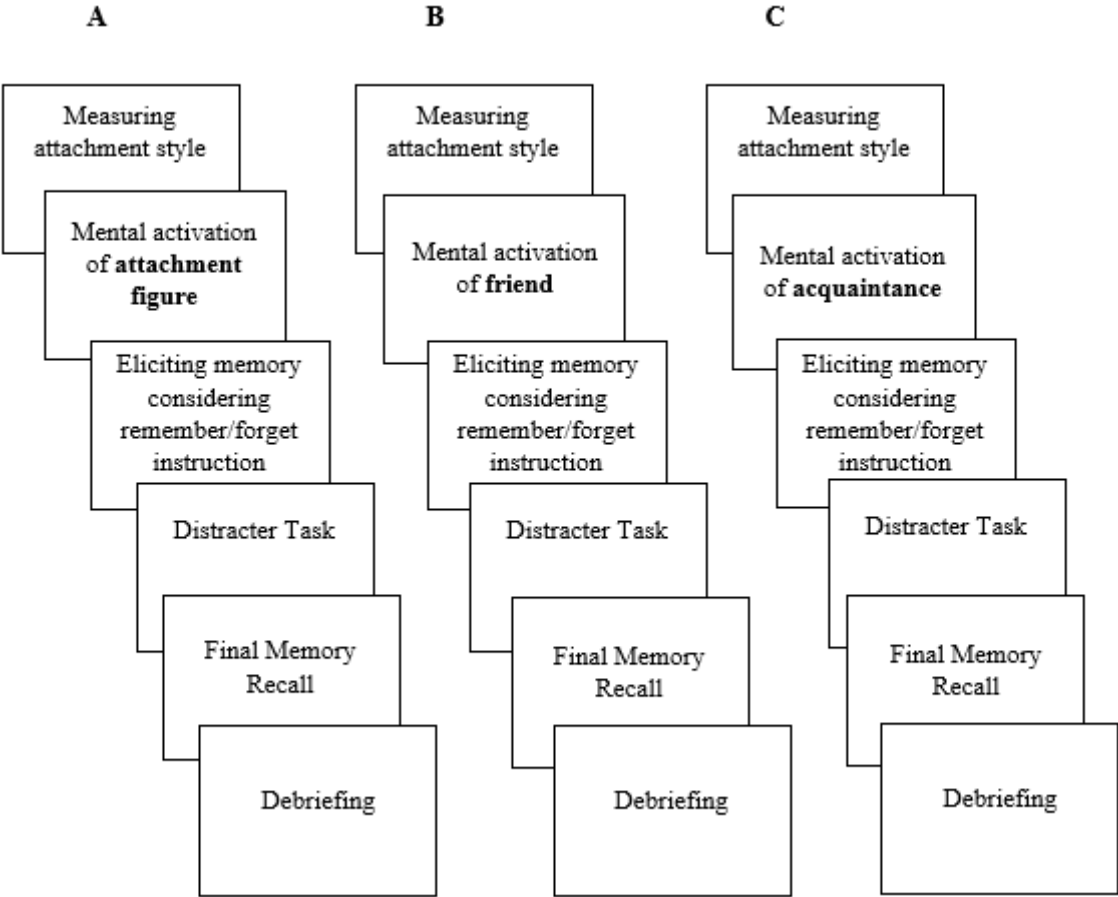 A
B
C
Measuring
attachment style
Mental activation
of attachment
figure
Eliciting memory
considering
remember/forget
instruction
Distracter Task
Final Memory
Recall
Debriefing
Measuring
attachment style
Mental activation
of friend
Eliciting memory
considering
remember/forget
instruction
Distracter Task
Final Memory
Recall
Debriefing
Measuring
attachment style
Mental activation
of acquaintance
Eliciting memory
considering
remember/forget
instruction
Distracter Task
Final Memory
Recall
Debriefing